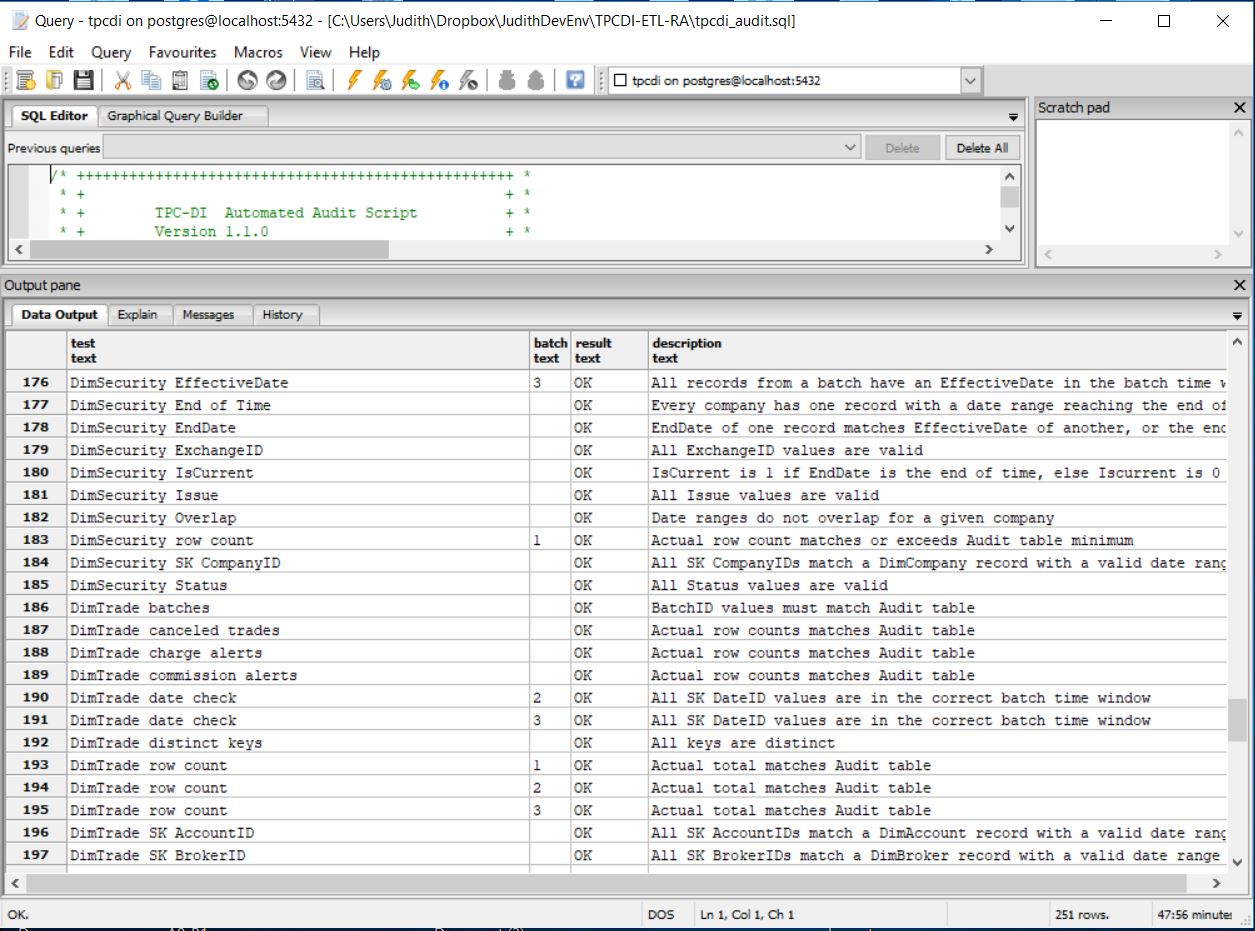 Query - tpcdi on postgres@localhost:5432 - [C:\Users\Judith\Dropbox\JudithDevEnv\TPCDI-ETL-RA\tpcdi_audit.sql]
File Edit Query Favourites Macros View Help
tpcdi on postgres@localhost:5432
SQL Editor Graphical Query Builder
Scratch pad
Previous queries Delete Delete All
/* ++++++++++++++++++++++++++++++++++++++++++++++++++ *
* + + *
* + TPC-DI Automated Audit Script + *
* + Version 1.1.0 + *
Output pane
Data Output Explain Messages History
test batch result description
text text text text
176 DimSecurity EffectiveDate 3 OK All records from a batch have an EffectiveDate in the batch time
177 DimSecurity End of Time OK Every company has one record with a date range reaching the end of
178 DimSecurity EndDate OK EndDate of one record matches EffectiveDate of another, or the end
179 DimSecurity ExchangeID OK All ExchangeID values are valid
180 DimSecurity IsCurrent OK IsCurrent is 1 if EndDate is the end of time, else Iscurrent is 0
181 DimSecurity Issue OK All Issue values are valid
182 DimSecurity Overlap OK Date ranges do not overlap for a given company
183 DimSecurity row count 1 OK Actual row count matches or exceeds Audit table minimum
184 DimSecurity SK CompanyID OK All SK CompanyIDs match a DimCompany record with a valid date rang
185 DimSecurity Status OK All Status values are valid
186 DimTrade batches OK BatchID values must match Audit table
187 DimTrade canceled trades OK Actual row counts matches Audit table
188 DimTrade charge alerts OK Actual row counts matches Audit table
189 DimTrade commission alerts OK Actual row counts matches Audit table
190 DimTrade date check 2 OK All SK DateID values are in the correct batch time window
191 DimTrade date check 3 OK All SK DateID values are in the correct batch time window
192 DimTrade distinct keys OK All keys are distinct
193 DimTrade row count 1 OK Actual total matches Audit table
194 DimTrade row count 2 OK Actual total matches Audit table
195 DimTrade row count 3 OK Actual total matches Audit table
196 DimTrade SK AccountID OK All SK AccountIDs match a DimAccount record with a valid date rang
197 DimTrade SK BrokerID OK All SK BrokerIDs match a DimBroker record with a valid date range
OK. DOS Ln 1, Col 1, Ch 1 251 rows. 47:56 minutes